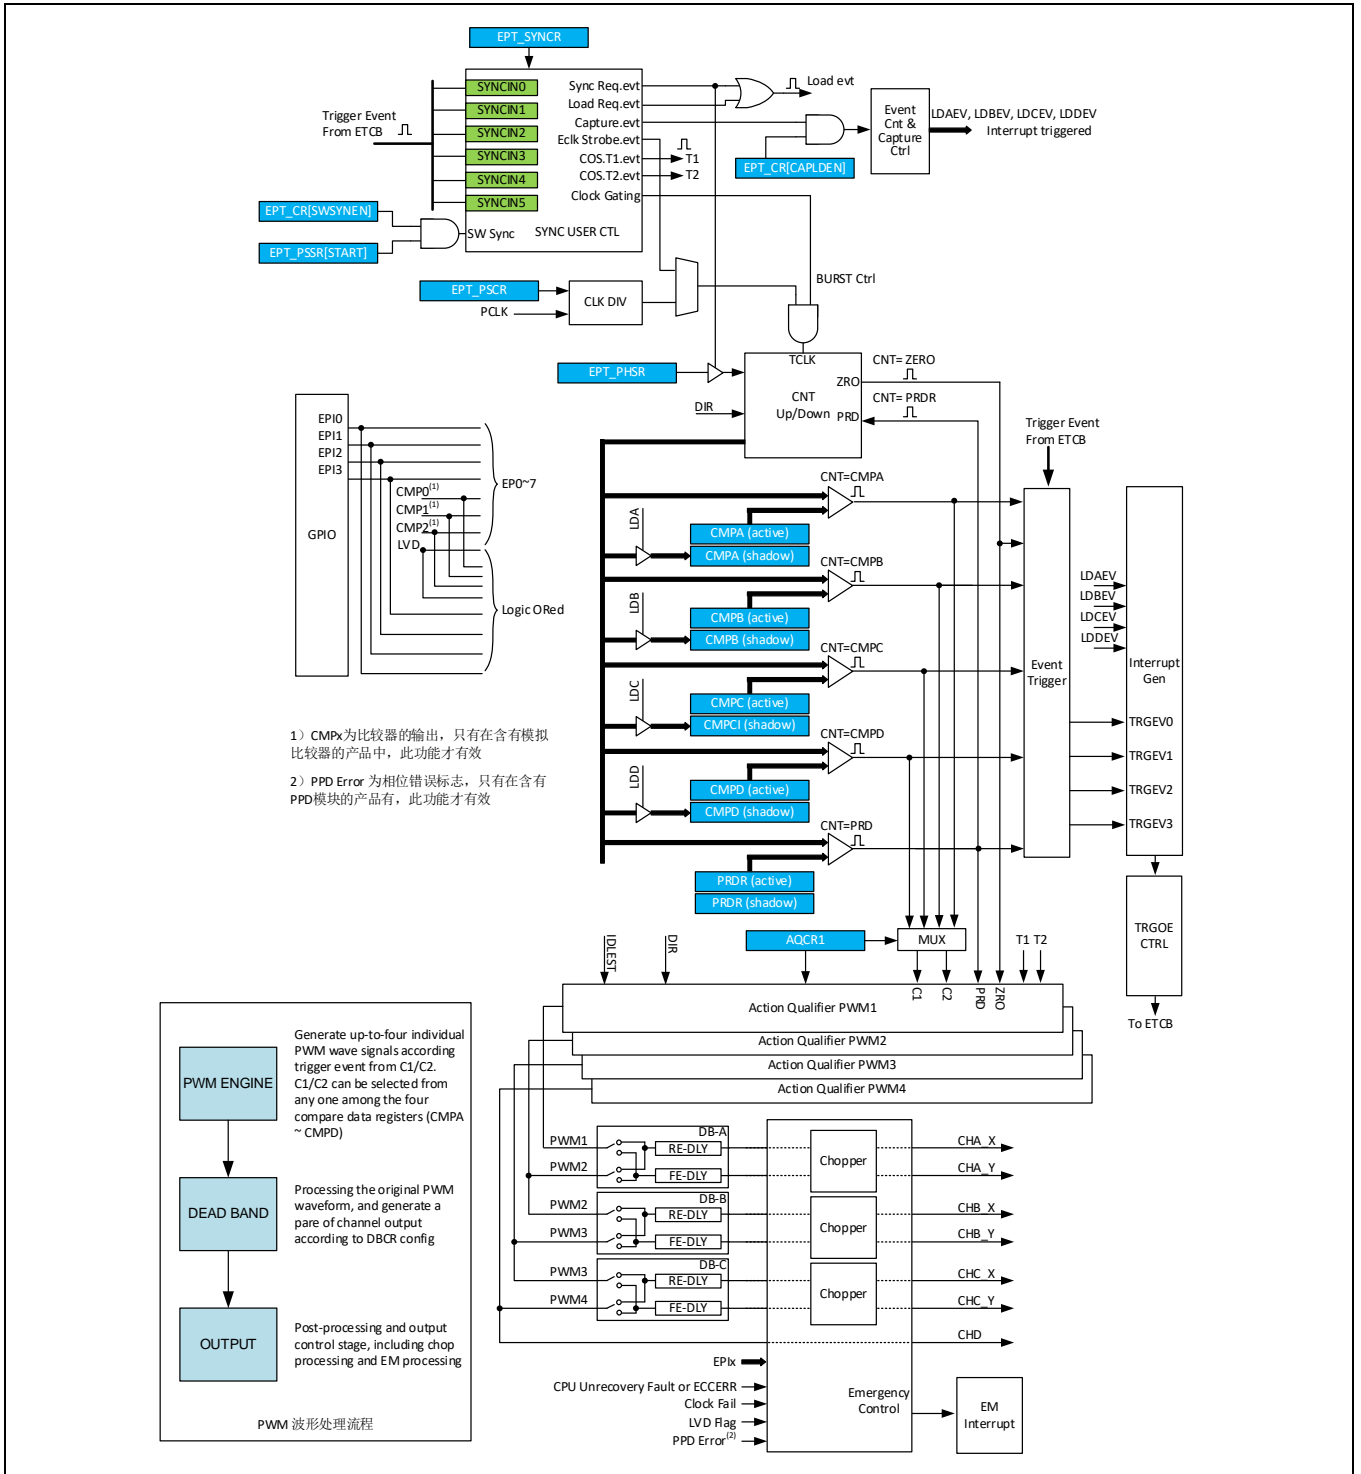 EPT_SYNCR
SYNCIN0
SYNCIN1
SYNCIN2
SYNCIN3
SYNCIN4
SYNCIN5
Trigger Event
From ETCB
Sync Req.evt
Load Req.evt
Capture.evt
Eclk Strobe.evt
COS.T1.evt
COS.T2.evt
Clock Gating
T1
T2
Load evt
Event
Cnt &
Capture
Ctrl
LDAEV, LDBEV, LDCEV, LDDEV
Interrupt triggered
EPT_CR[CAPLDEN]
EPT_CR[SWSYNEN]
EPT_PSSR[START]
SW Sync
SYNC USER CTL
BURST Ctrl
EPT_PSCR
PCLK
CLK DIV
EPT_PHSR
DIR
TCLK
CNT
Up/Down
ZRO
PRD
CNT= ZERO
CNT= PRDR
Trigger Event
From ETCB
EPI0
EPI1
EPI2
EPI3
GPIO
CMP0(1)
CMP1(1)
CMP2(1)
LVD
EP0~7
Logic ORed
LDA
CNT=CMPA
CMPA (active)
CMPA (shadow)
LDB
CNT=CMPB
CMPB (active)
CMPB (shadow)
LDC
CNT=CMPC
CMPC (active)
CMPCI (shadow)
LDD
CNT=CMPD
CMPD (active)
CMPD (shadow)
CNT=PRD
PRDR (active)
PRDR (shadow)
Event
Trigger
LDAEV
LDBEV
LDCEV
LDDEV
Interrupt
Gen
TRGEV0
TRGEV1
TRGEV2
TRGEV3
TRGOE
CTRL
To ETCB
1）CMPx为比较器的输出，只有在含有模拟
比较器的产品中，此功能才有效
2）PPD Error 为相位错误标志，只有在含有
PPD模块的产品有，此功能才有效
IDLEST
DIR
AQCR1
MUX
C1
C2
PRD
ZRO
T1 T2
Action Qualifier PWM1
Action Qualifier PWM2
Action Qualifier PWM3
Action Qualifier PWM4
PWM ENGINE
Generate up-to-four individual
PWM wave signals according
trigger event from C1/C2.
C1/C2 can be selected from
any one among the four
compare data registers (CMPA
~ CMPD)
DEAD BAND
Processing the original PWM
waveform, and generate a
pare of channel output
according to DBCR config
OUTPUT
Post-processing and output
control stage, including chop
processing and EM processing
PWM 波形处理流程
PWM1
PWM2
DB-A
RE-DLY
FE-DLY
Chopper
CHA_X
CHA_Y
PWM2
PWM3
DB-B
RE-DLY
FE-DLY
Chopper
CHB_X
CHB_Y
PWM3
PWM4
DB-C
RE-DLY
FE-DLY
Chopper
CHC_X
CHC_Y
CHD
EPIx
CPU Unrecovery Fault or ECCERR
Clock Fail
LVD Flag
PPD Error(2)
Emergency
Control
EM
Interrupt